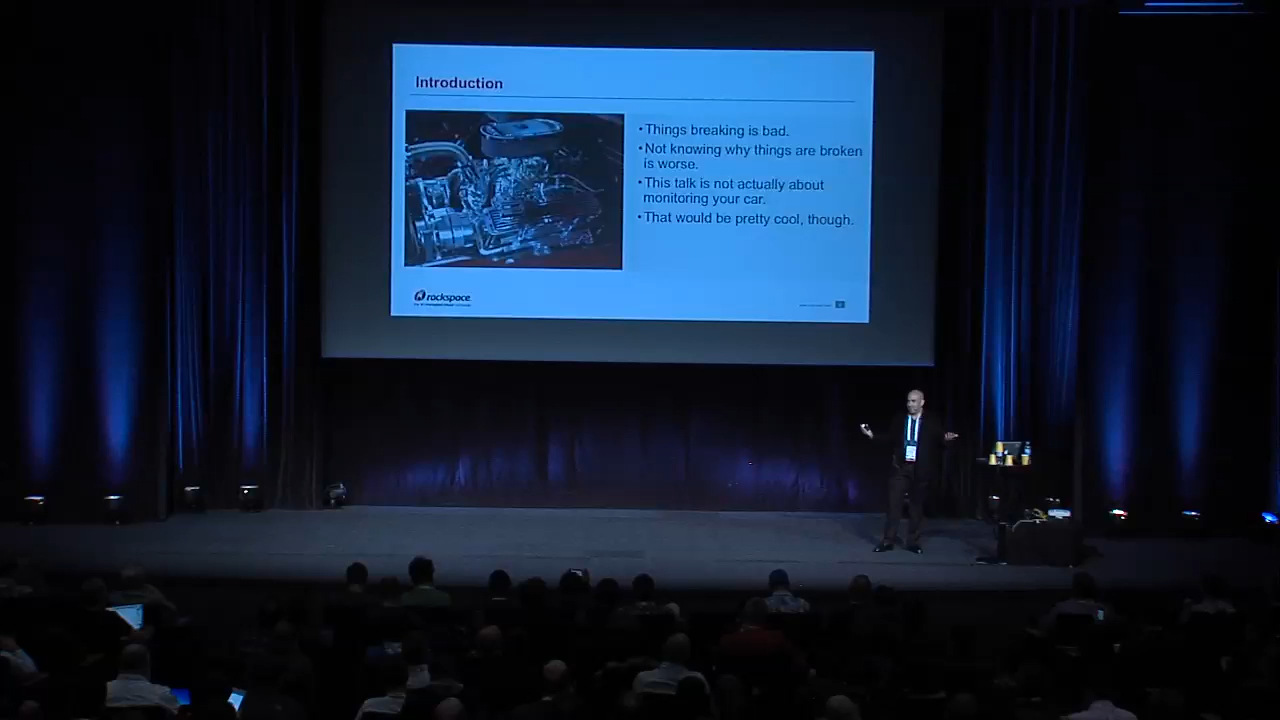 Introduction
•Things breaking is bad.
•Not knowing why things are broken
is worse.
•This talk is not actually about
monitoring your car.
•That would be pretty cool, though.
rackspace